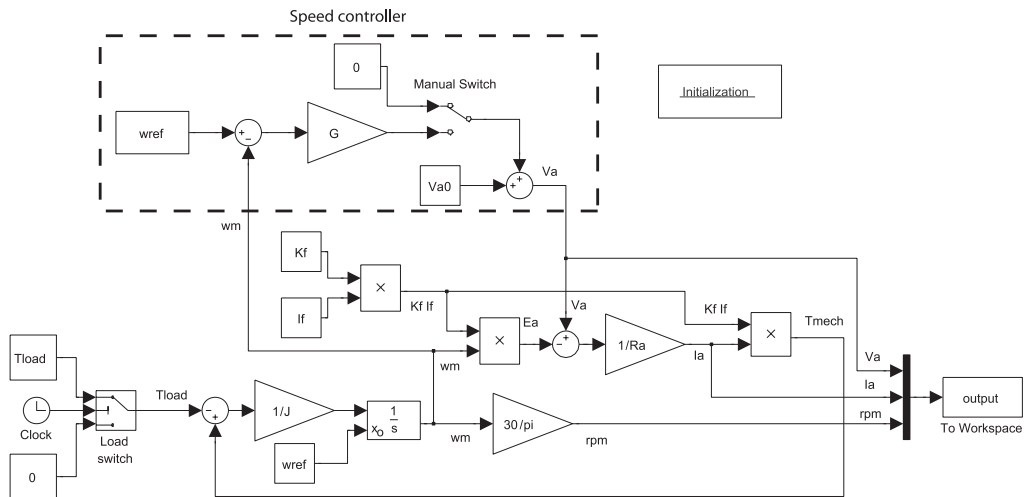 Speed controller
0
Manual Switch
Initialization
wref
+
−
G
Va0
+
+
Va
wm
Kf
If
×
Kf If
Va
Kf If
Tmech
Ea
×
−
+
1/Ra
Ia
×
wm
Tload
Tload
Clock
Load
switch
0
−
+
1/J
xo
1
s
wref
wm
30/pi
rpm
Va
Ia
rpm
output
To Workspace